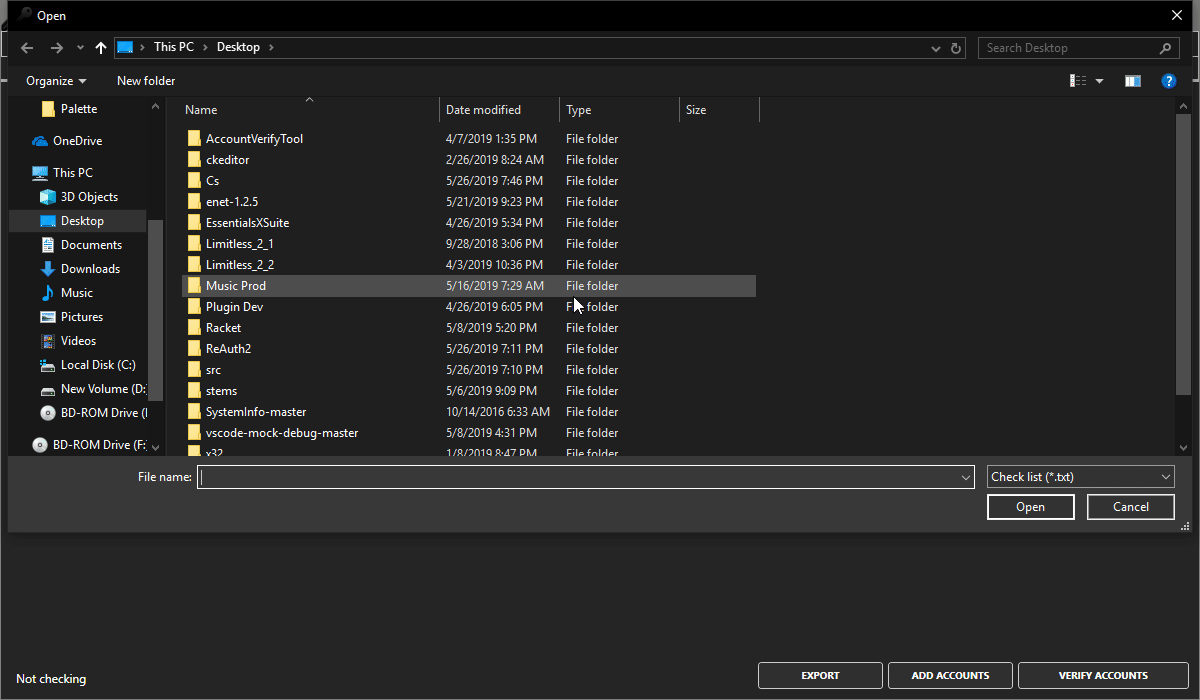 Open
This PC
Desktop
Search Desktop
Organize
New folder
Palette
OneDrive
This PC
3D Objects
Desktop
Documents
Downloads
Music
Pictures
Videos
Local Disk (C:)
New Volume (D:
BD-ROM Drive (
BD-ROM Drive (F:
Name Date modified Type Size
AccountVerifyTool 4/7/2019 1:35 PM File folder
ckeditor 2/26/2019 8:24 AM File folder
Cs 5/26/2019 7:46 PM File folder
enet-1.2.5 5/21/2019 9:23 PM File folder
EssentialsXSuite 4/26/2019 5:34 PM File folder
Limitless_2_1 9/28/2018 3:06 PM File folder
Limitless_2_2 4/3/2019 10:36 PM File folder
Music Prod 5/16/2019 7:29 AM File folder
Plugin Dev 4/26/2019 6:05 PM File folder
Racket 5/8/2019 5:20 PM File folder
ReAuth2 5/26/2019 7:11 PM File folder
src 5/26/2019 7:10 PM File folder
stems 5/6/2019 9:09 PM File folder
SystemInfo-master 10/14/2016 6:33 AM File folder
vscode-mock-debug-master 5/8/2019 4:31 PM File folder
x32 1/8/2019 8:47 PM File folder
File name:
Check list (*.txt)
Open
Cancel
Not checking
EXPORT
ADD ACCOUNTS
VERIFY ACCOUNTS